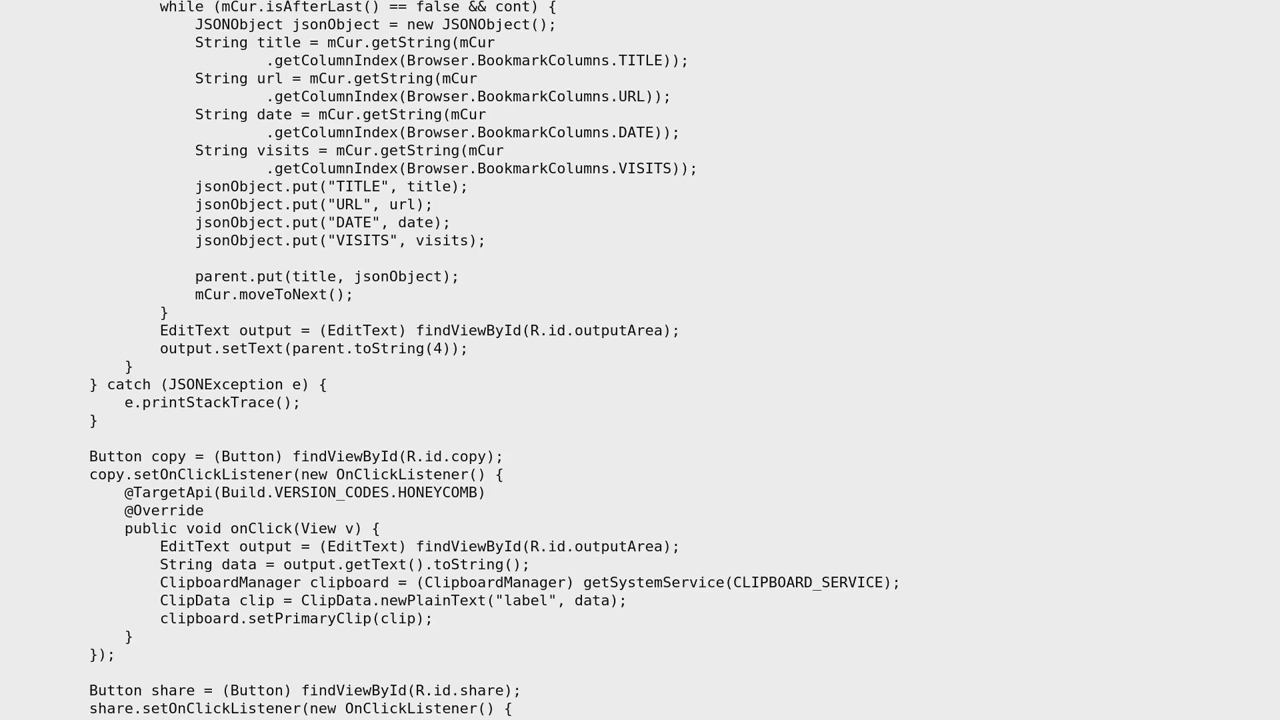 while (mCur.isAfterLast() == false && cont) {
JSONObject jsonObject = new JSONObject();
String title = mCur.getString(mCur
.getColumnIndex(Browser.BookmarkColumns.TITLE));
String url = mCur.getString(mCur
.getColumnIndex(Browser.BookmarkColumns.URL));
String date = mCur.getString(mCur
.getColumnIndex(Browser.BookmarkColumns.DATE));
String visits = mCur.getString(mCur
.getColumnIndex(Browser.BookmarkColumns.VISITS));
jsonObject.put("TITLE", title);
jsonObject.put("URL", url);
jsonObject.put("DATE", date);
jsonObject.put("VISITS", visits);
parent.put(title, jsonObject);
mCur.moveToNext();
}
EditText output = (EditText) findViewById(R.id.outputArea);
output.setText(parent.toString(4));
}
} catch (JSONException e) {
e.printStackTrace();
}
Button copy = (Button) findViewById(R.id.copy);
copy.setOnClickListener(new OnClickListener() {
@TargetApi(Build.VERSION_CODES.HONEYCOMB)
@Override
public void onClick(View v) {
EditText output = (EditText) findViewById(R.id.outputArea);
String data = output.getText().toString();
ClipboardManager clipboard = (ClipboardManager) getSystemService(CLIPBOARD_SERVICE);
ClipData clip = ClipData.newPlainText("label", data);
clipboard.setPrimaryClip(clip);
}
});
Button share = (Button) findViewById(R.id.share);
share.setOnClickListener(new OnClickListener() {